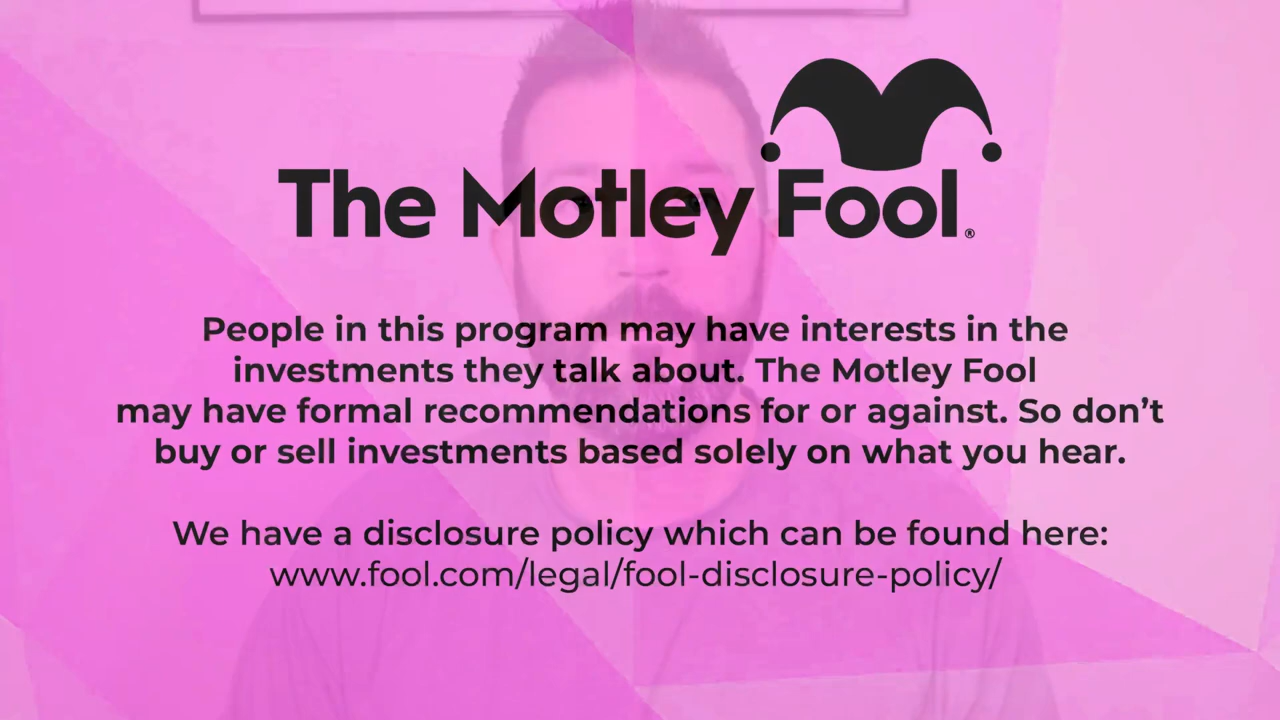 The Motley Fool®
People in this program may have interests in the
investments they talk about. The Motley Fool
may have formal recommendations for or against. So don’t
buy or sell investments based solely on what you hear.
We have a disclosure policy which can be found here:
www.fool.com/legal/fool-disclosure-policy/